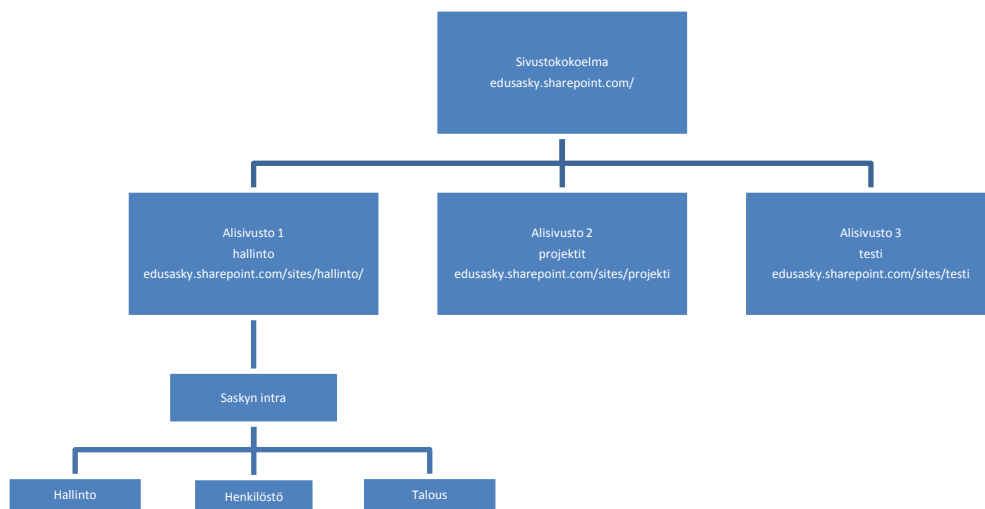 Sivustokokoelma
edusasky.sharepoint.com/
Alisivusto 1
hallinto
edusasky.sharepoint.com/sites/hallinto/
Alisivusto 2
projektit
edusasky.sharepoint.com/sites/projekti
Alisivusto 3
testi
edusasky.sharepoint.com/sites/testi
Saskyn intra
Hallinto
Henkilöstö
Talous